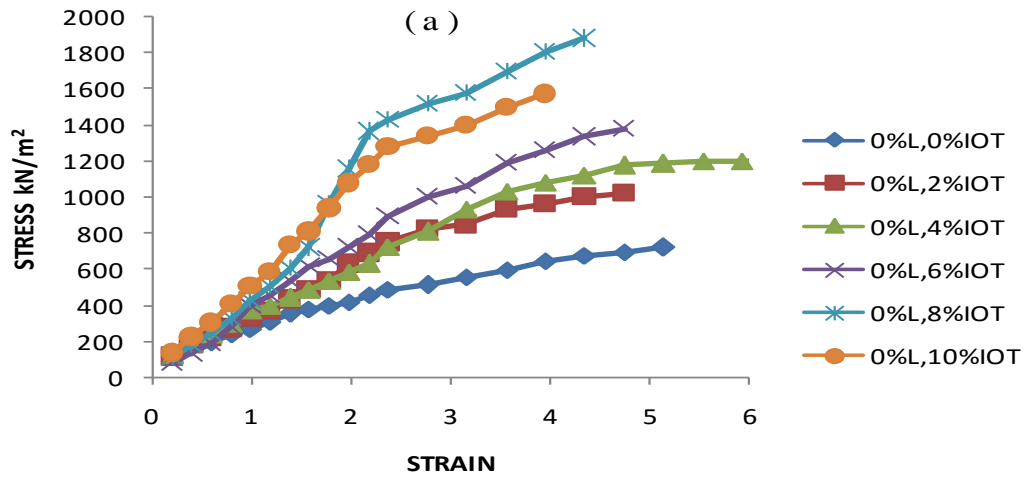 ( a )
STRESS kN/m²
2000
1800
1600
1400
1200
1000
800
600
400
200
0
0 1 2 3 4 5 6
STRAIN
0%L,0%IOT
0%L,2%IOT
0%L,4%IOT
0%L,6%IOT
0%L,8%IOT
0%L,10%IOT